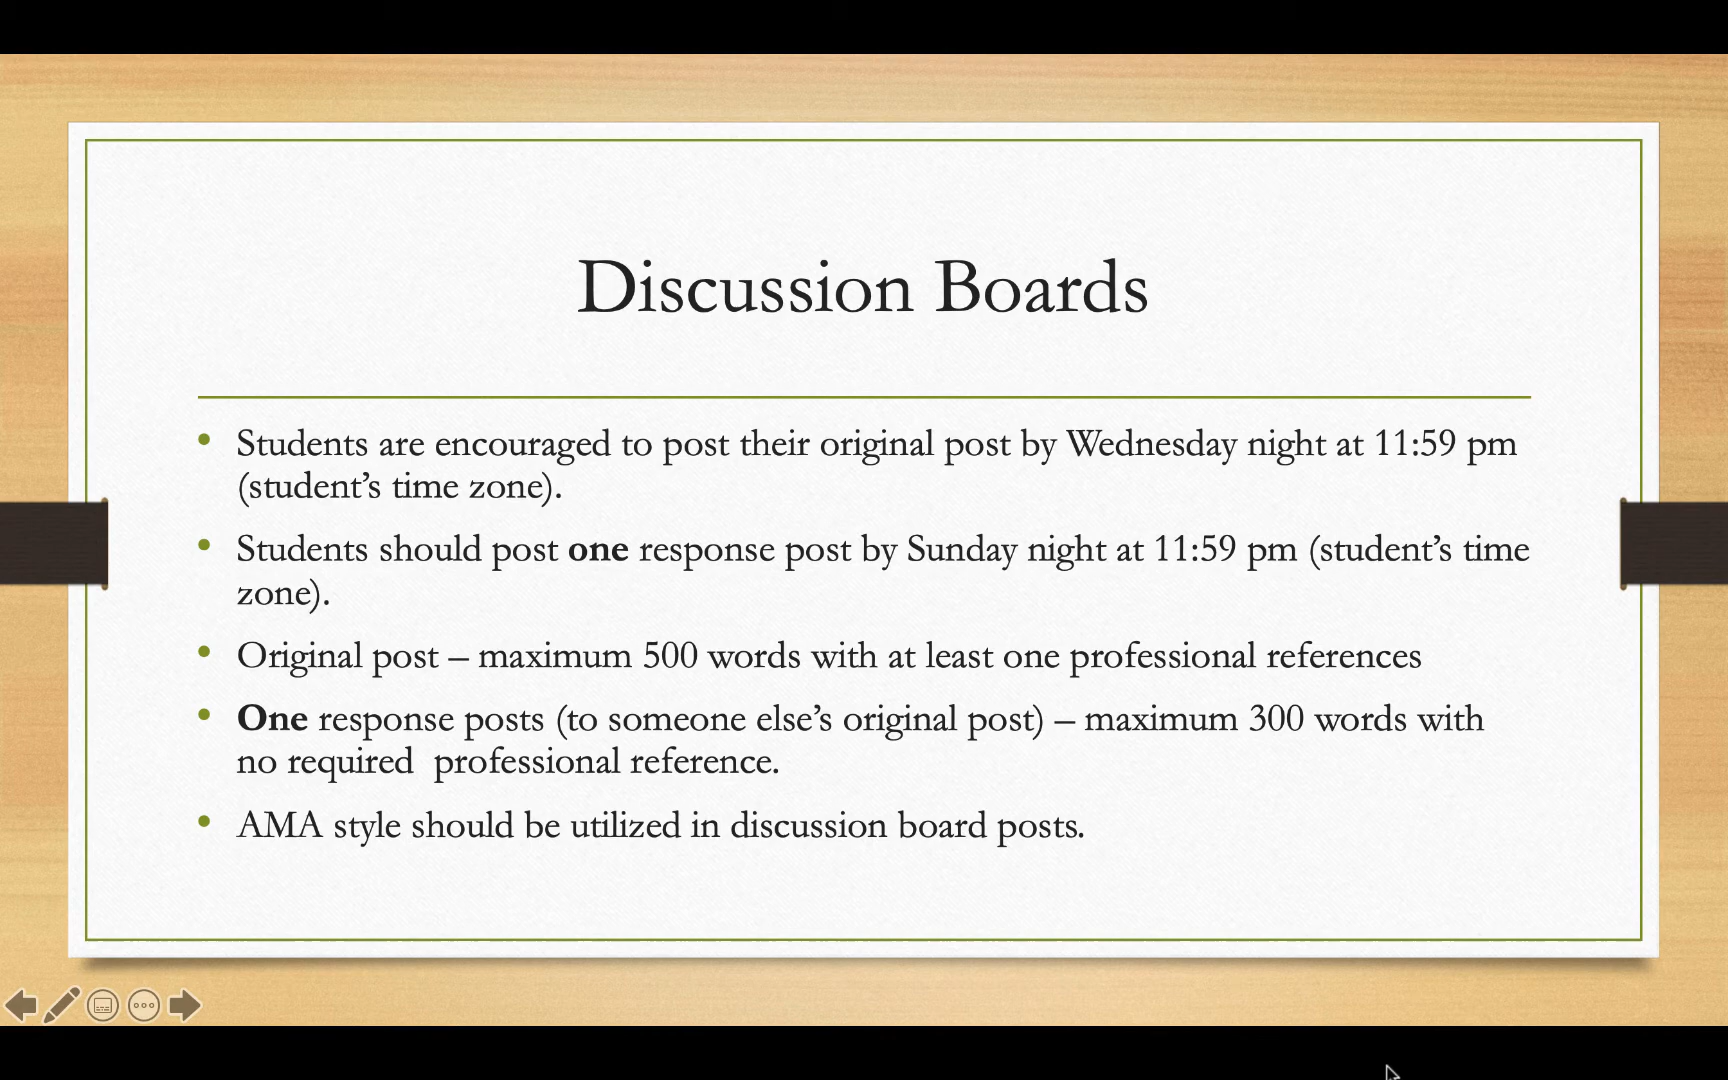 Discussion Boards
Students are encouraged to post their original post by Wednesday night at 11:59 pm
(student’s time zone).
Students should post one response post by Sunday night at 11:59 pm (student’s time
zone).
Original post – maximum 500 words with at least one professional references
One response posts (to someone else’s original post) – maximum 300 words with
no required  professional reference.
AMA style should be utilized in discussion board posts.